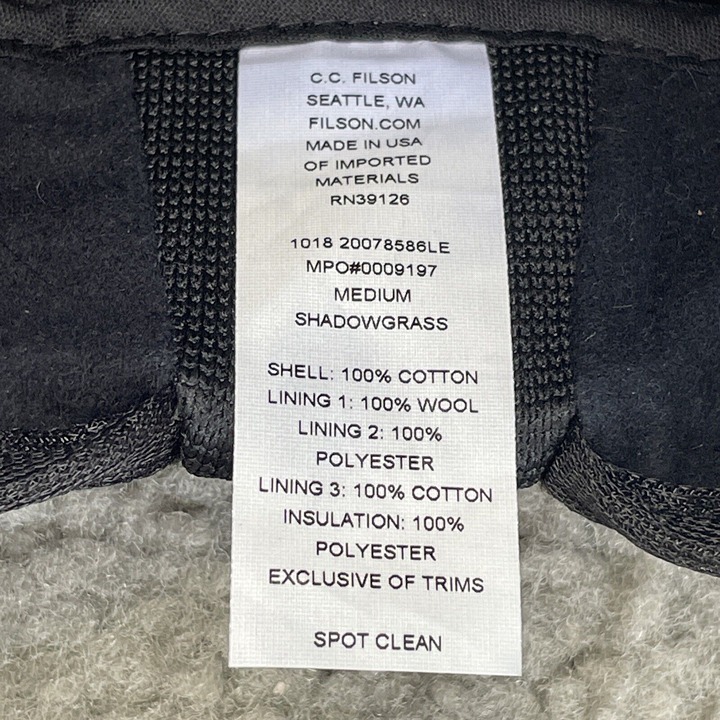 C.C. FILSON
SEATTLE, WA
FILSON.COM
MADE IN USA
OF IMPORTED
MATERIALS
RN39126
1018 20078586LE
MPO#0009197
MEDIUM
SHADOWGRASS
SHELL: 100% COTTON
LINING 1: 100% WOOL
LINING 2: 100%
POLYESTER
LINING 3: 100% COTTON
INSULATION: 100%
POLYESTER
EXCLUSIVE OF TRIMS
SPOT CLEAN